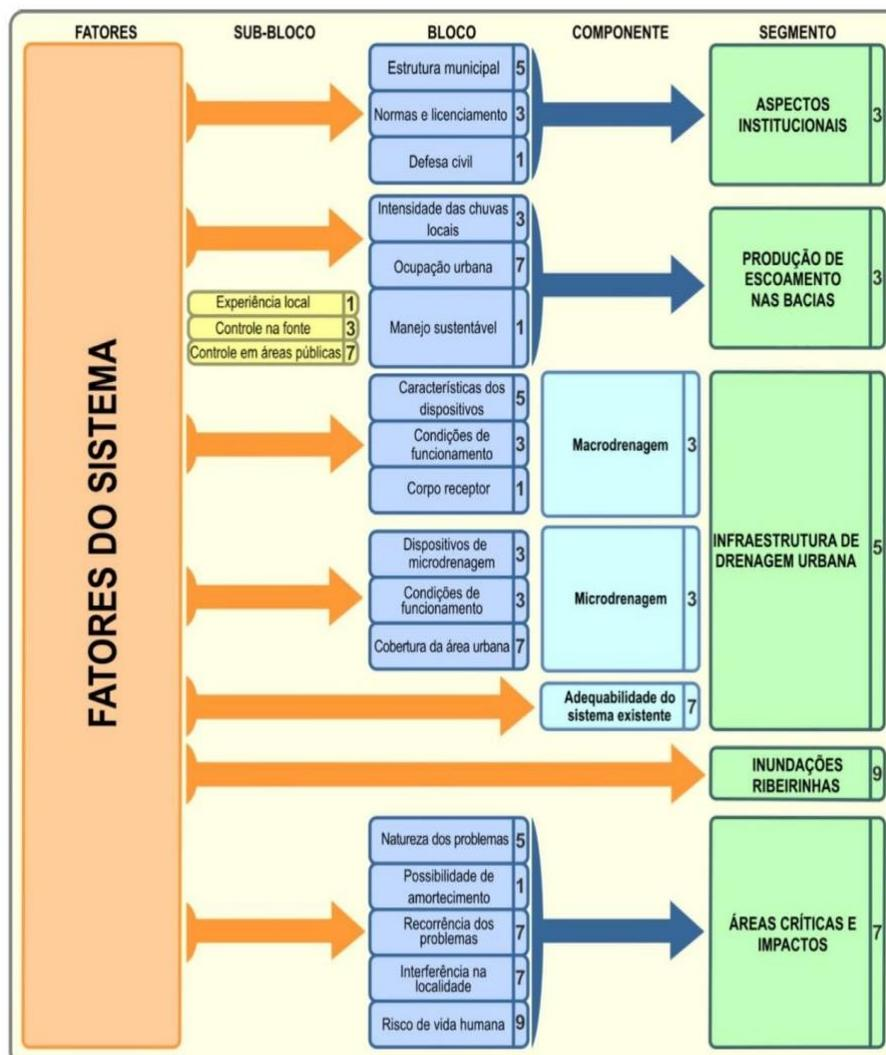 FATORES
SUB-BLOCO
BLOCO
COMPONENTE
SEGMENTO
FATORES DO SISTEMA
Estrutura municipal 5
Normas e licenciamento 3
Defesa civil 1
ASPECTOS
INSTITUCIONAIS
3
Intensidade das chuvas
locais
3
Ocupação urbana 7
Experiência local 1
Controle na fonte 3
Controle em áreas públicas 7
Manejo sustentável 1
PRODUÇÃO DE
ESCOAMENTO
NAS BACIAS
3
Características dos
dispositivos
5
Condições de
funcionamento
3
Corpo receptor 1
Macrodrenagem 3
Dispositivos de
microdrenagem
3
Condições de
funcionamento
3
Cobertura da área urbana 7
Microdrenagem 3
Adequabilidade do
sistema existente
7
INFRAESTRUTURA DE
DRENAGEM URBANA
5
INUNDAÇÕES
RIBEIRINHAS
9
Natureza dos problemas 5
Possibilidade de
amortecimento
1
Recorrência dos
problemas
7
Interferência na
localidade
7
Risco de vida humana 9
ÁREAS CRÍTICAS E
IMPACTOS
7